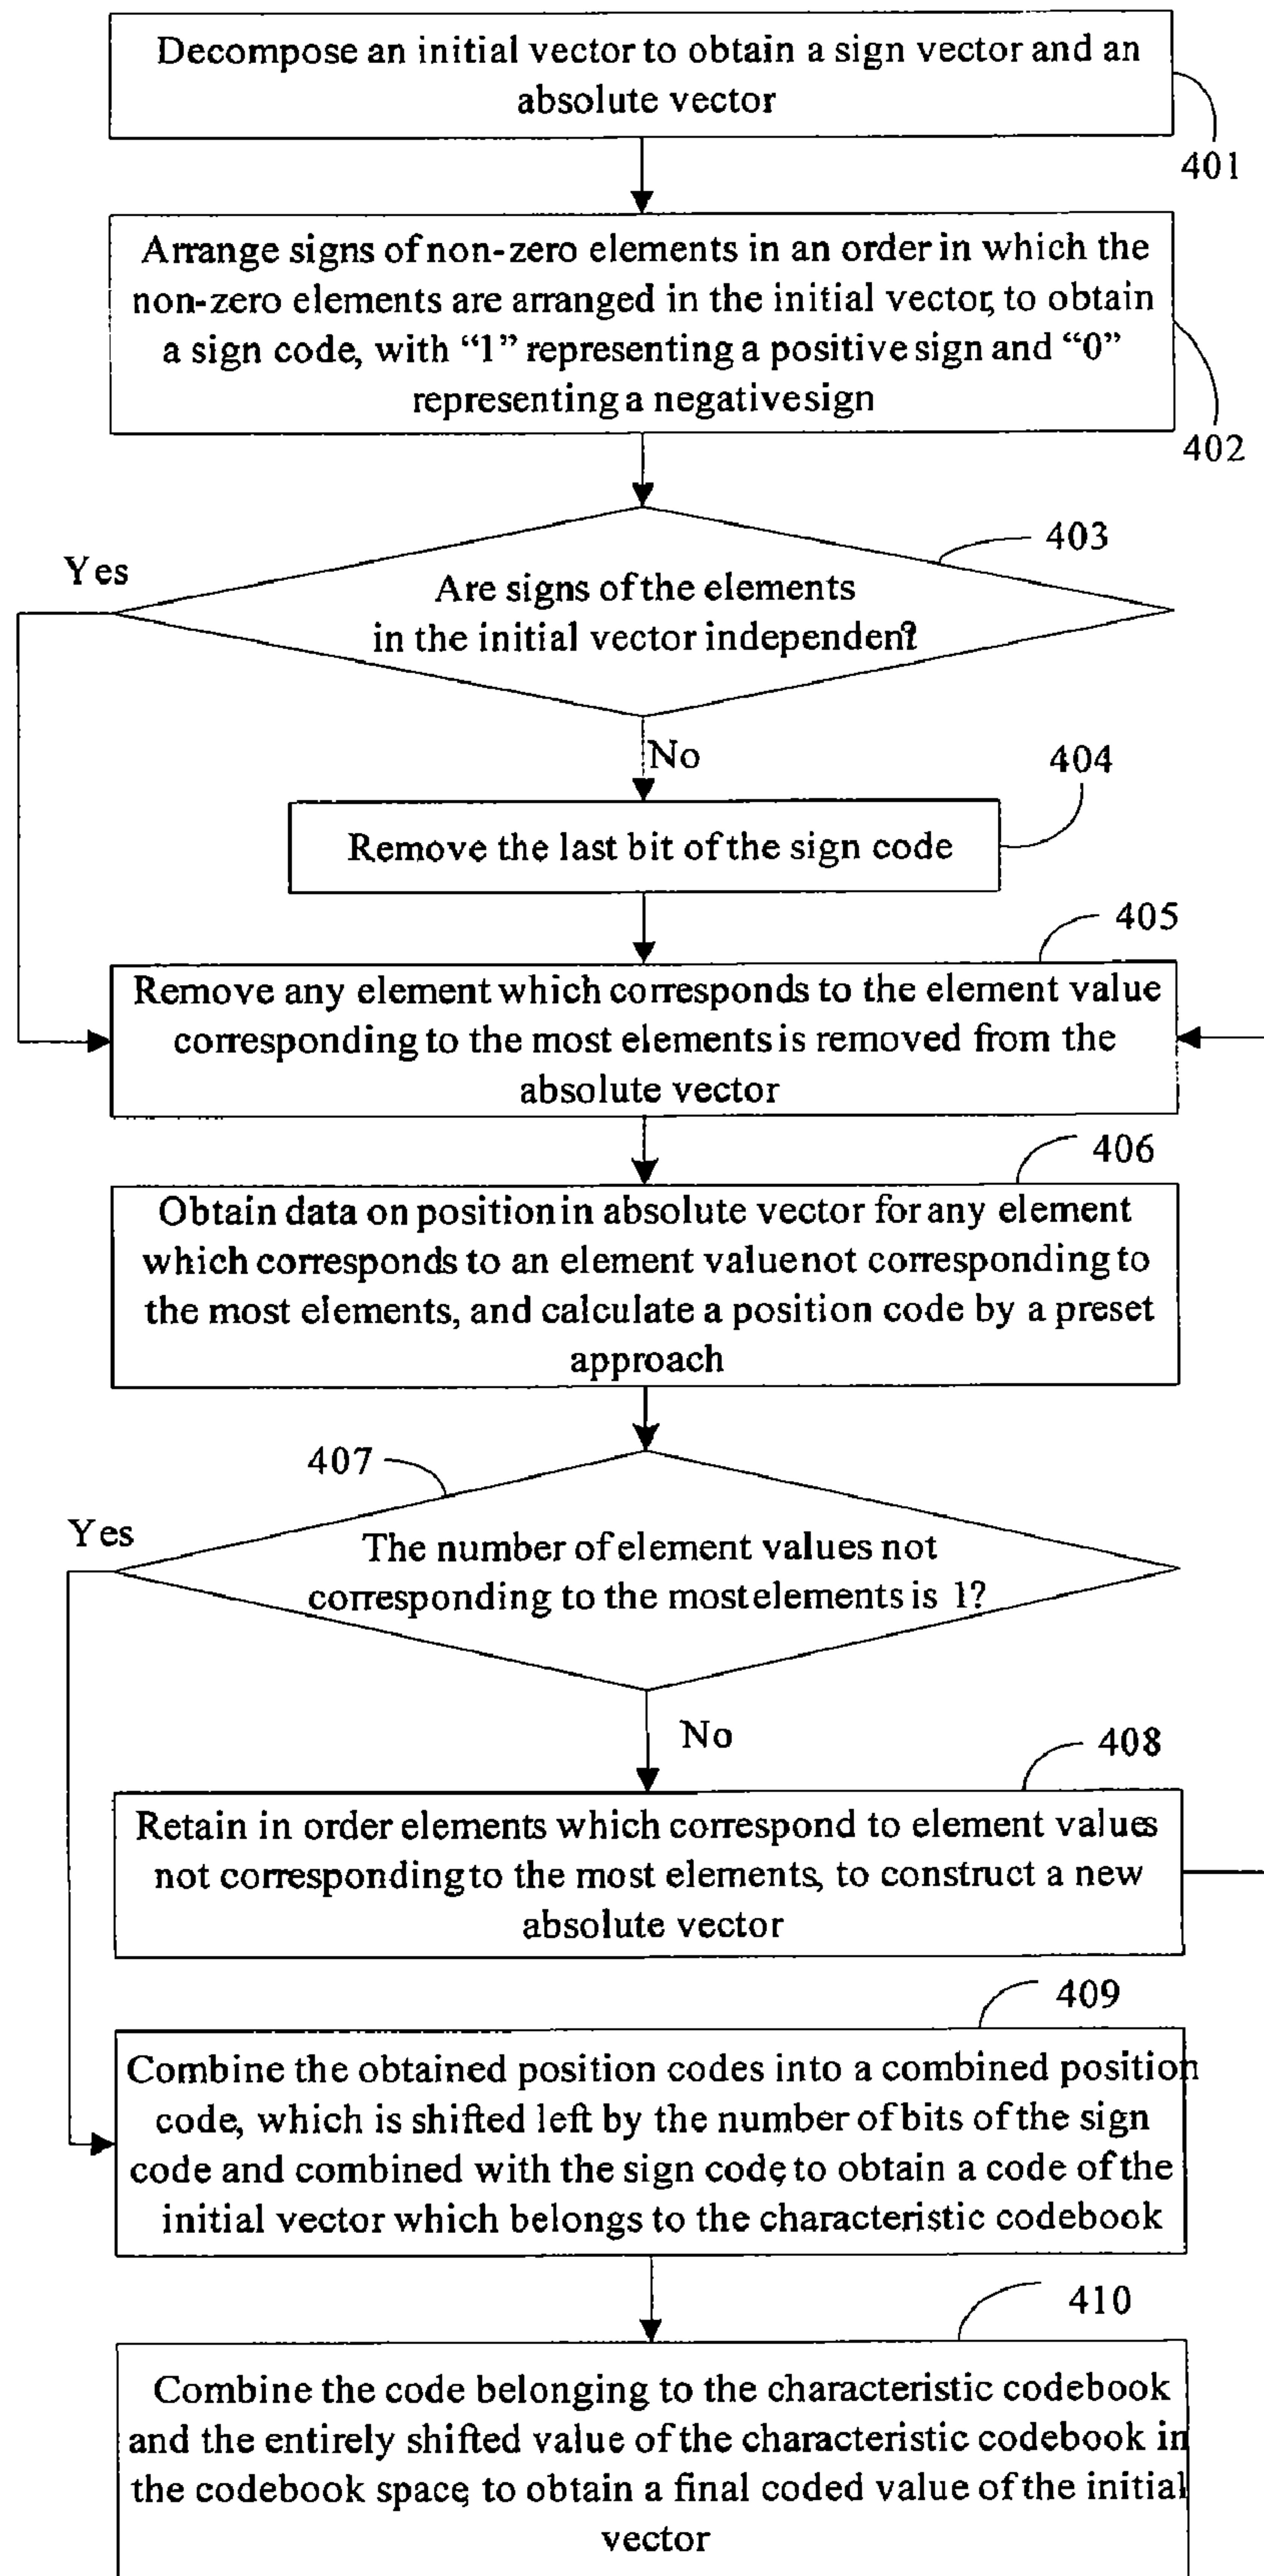 Decompose an initial vector to obtain a sign vector and an
absolute vector
401
Arrange signs of non-zero elements in an order in which the
non-zero elements are arranged in the initial vector, to obtain
a sign code, with “1” representing a positive sign and “0”
representing a negative sign
402
403
Yes
Are signs of the elements
in the initial vector independent?
No
404
Remove the last bit of the sign code
405
Remove any element which corresponds to the element value
corresponding to the most elements is removed from the
absolute vector
406
Obtain data on position in absolute vector for any element
which corresponds to an element value not corresponding to
the most elements, and calculate a position code by a preset
approach
407
Yes
The number of element values not
corresponding to the most elements is 1?
No
408
Retain in order elements which correspond to element values
not corresponding to the most elements, to construct a new
absolute vector
409
Combine the obtained position codes into a combined position
code, which is shifted left by the number of bits of the sign
code and combined with the sign code, to obtain a code of the
initial vector which belongs to the characteristic codebook
410
Combine the code belonging to the characteristic codebook
and the entirely shifted value of the characteristic codebook in
the codebook space, to obtain a final coded value of the initial
vector